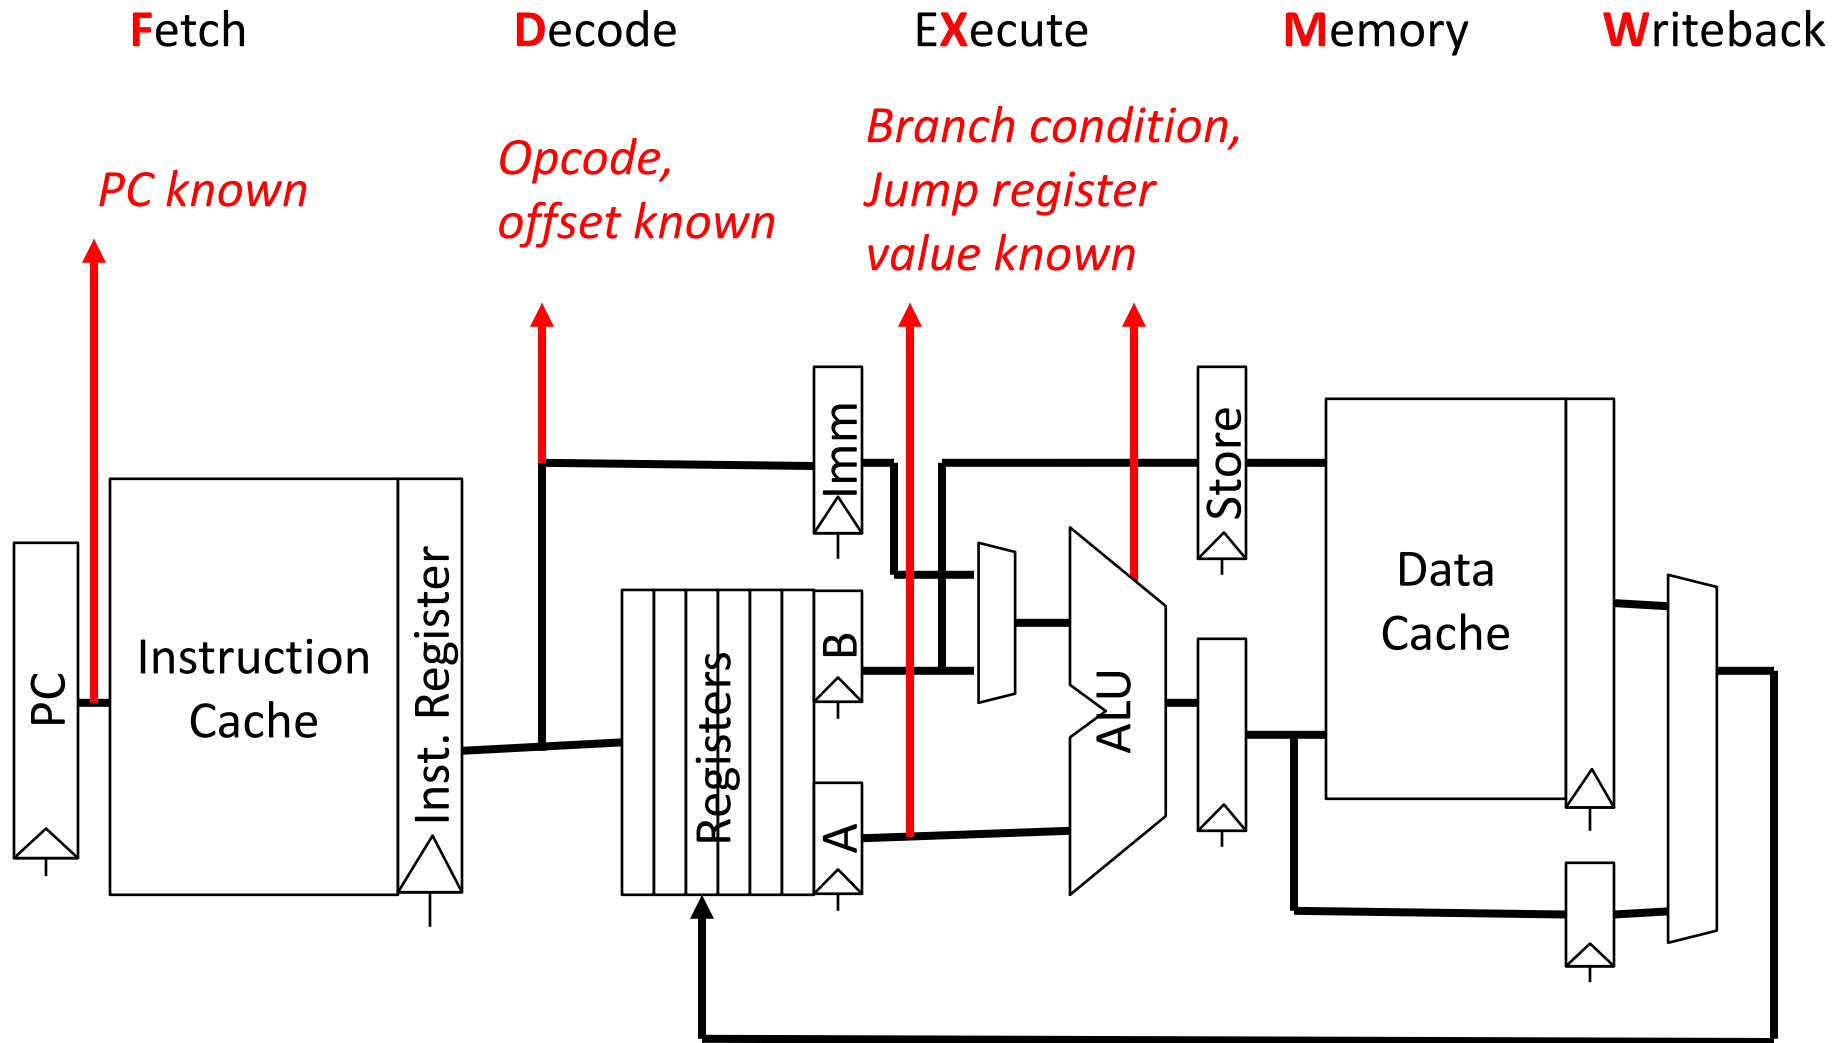 Fetch
Decode
EXecute
Memory
Writeback
PC known
Opcode,
offset known
Branch condition,
Jump register
value known
PC
Instruction
Cache
Inst. Register
Registers
Imm
B
A
ALU
Store
Data
Cache